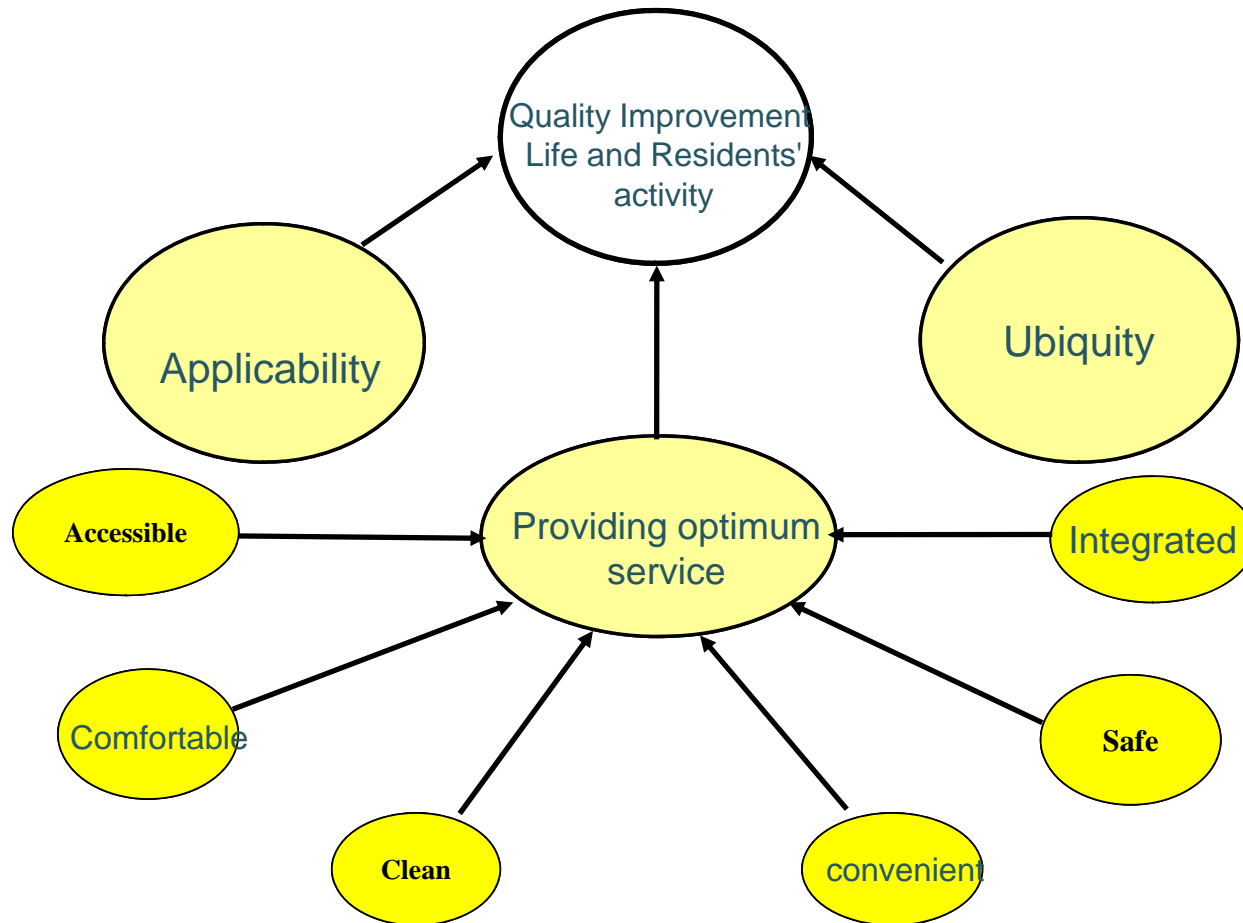 Quality Improvement
Life and Residents'
activity
Applicability
Ubiquity
Accessible
Providing optimum
service
Integrated
Comfortable
Safe
Clean
convenient